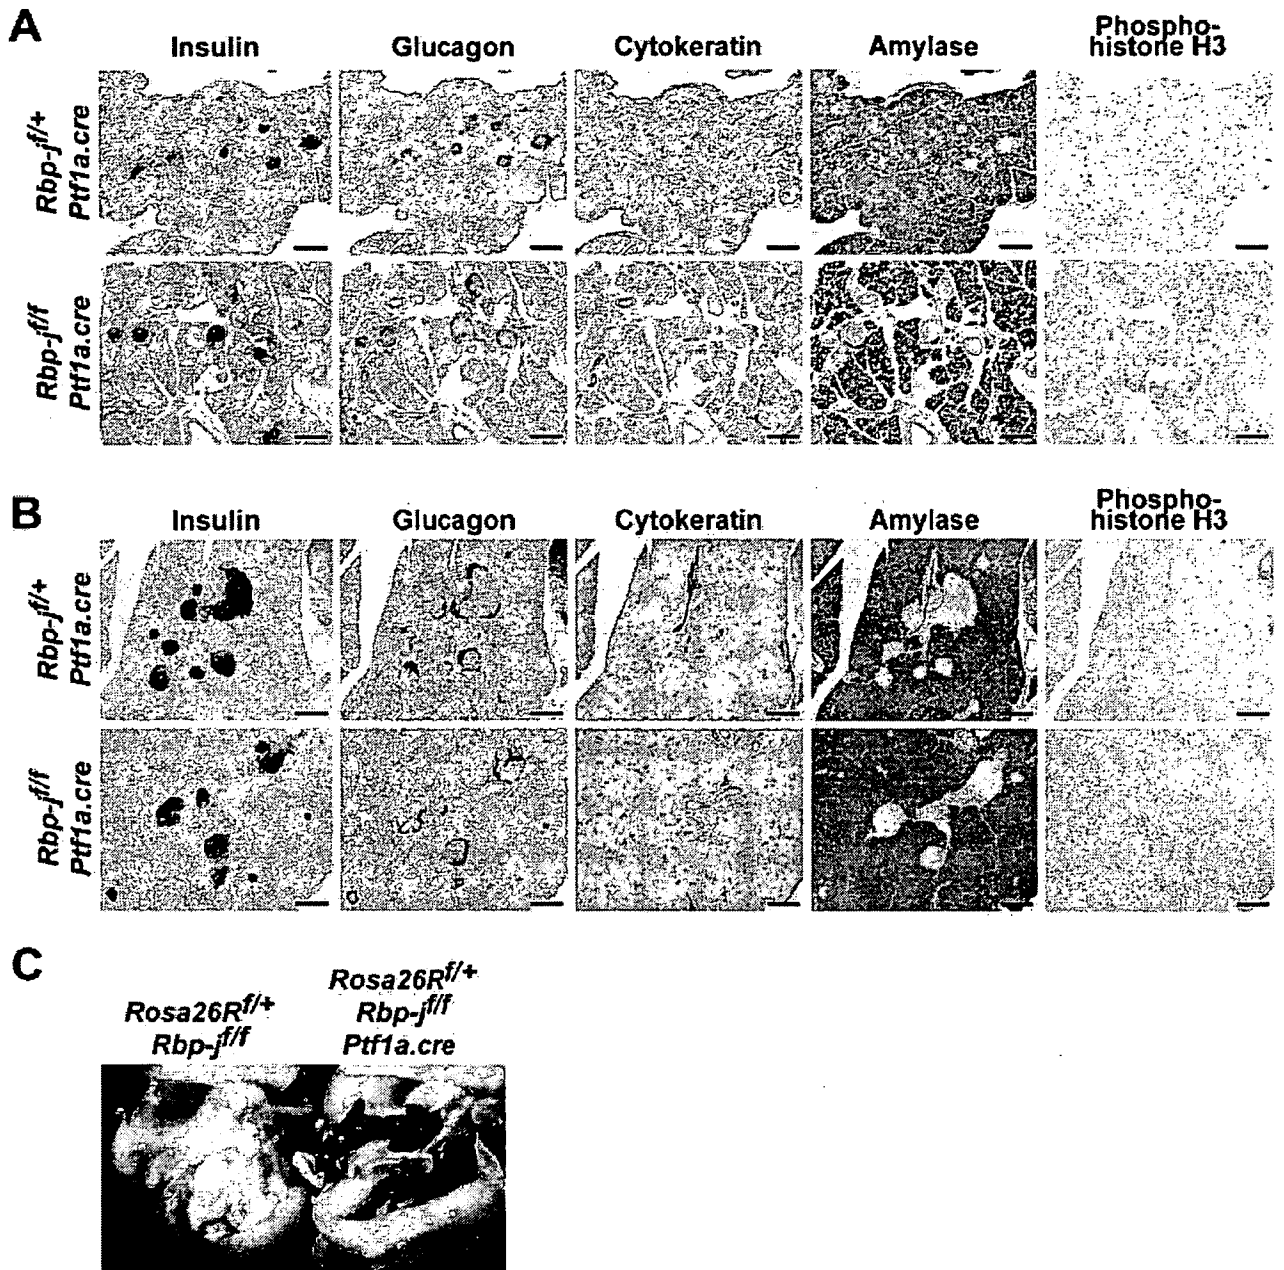 A
Insulin Glucagon Cytokeratin Amylase Phospho-
histone H3
Rbp-jf/+
Ptf1a.cre
Rbp-jf/f
Ptf1a.cre
B
Insulin Glucagon Cytokeratin Amylase Phospho-
histone H3
Rbp-jf/+
Ptf1a.cre
Rbp-jf/f
Ptf1a.cre
C
Rosa26Rf/+
Rbp-jf/f
Rosa26Rf/+
Rbp-jf/f
Ptf1a.cre